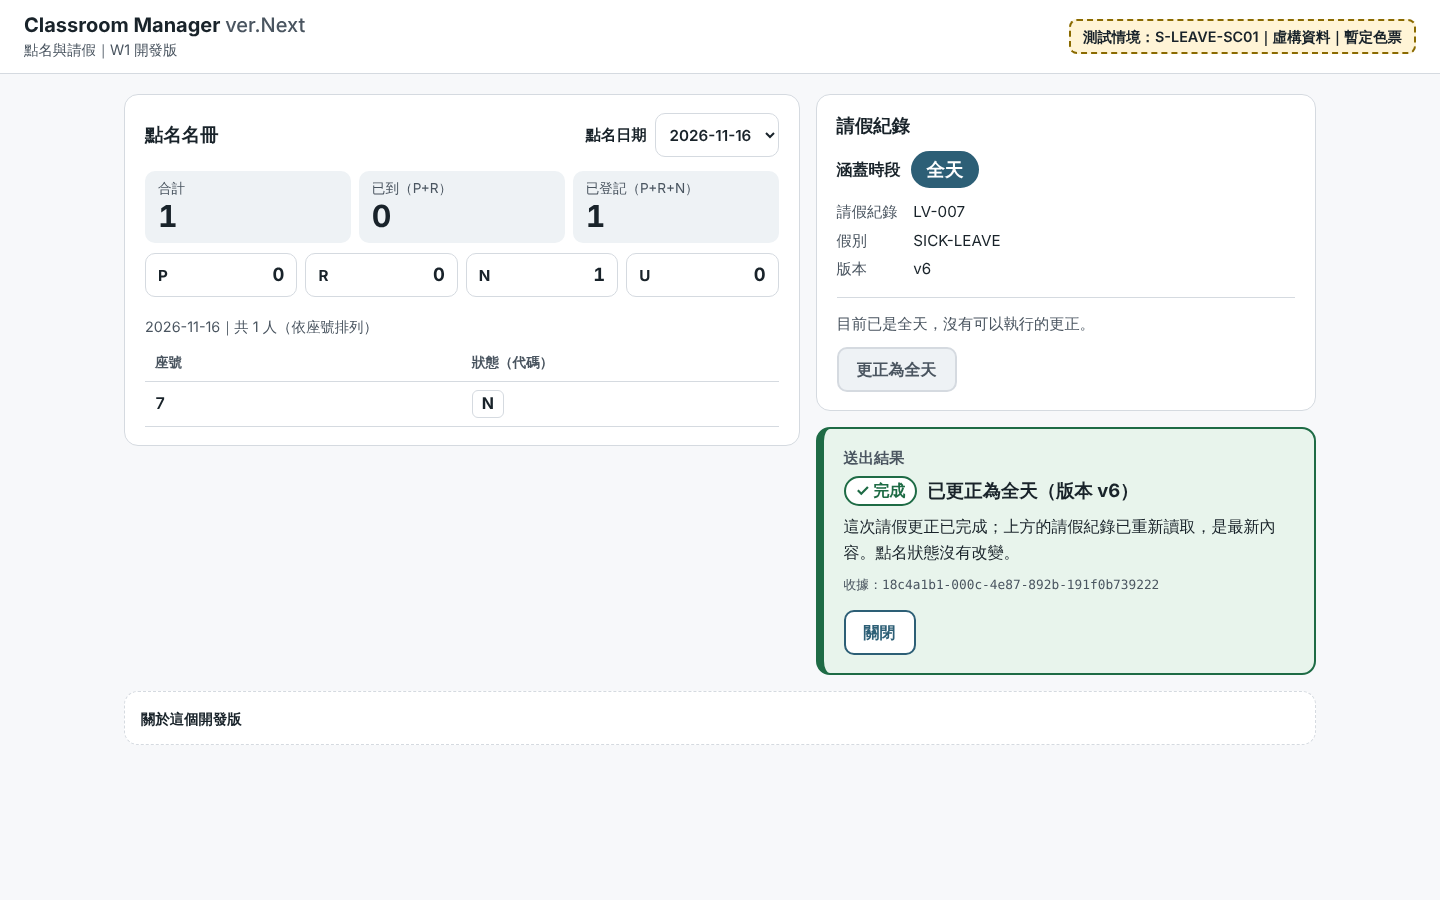 Classroom Manager ver.Next
點名與請假｜W1 開發版
測試情境：S-LEAVE-SC01｜虛構資料｜暫定色票
點名名冊
點名日期 2026-11-16
合計
1
已到（P+R）
0
已登記（P+R+N）
1
P 0
R 0
N 1
U 0
2026-11-16｜共 1 人（依座號排列）
座號 狀態（代碼）
7 N
請假紀錄
涵蓋時段 全天
請假紀錄 LV-007
假別 SICK-LEAVE
版本 v6
目前已是全天，沒有可以執行的更正。
更正為全天
送出結果
✓ 完成 已更正為全天（版本 v6）
這次請假更正已完成；上方的請假紀錄已重新讀取，是最新內
容。點名狀態沒有改變。
收據：18c4a1b1-000c-4e87-892b-191f0b739222
關閉
關於這個開發版